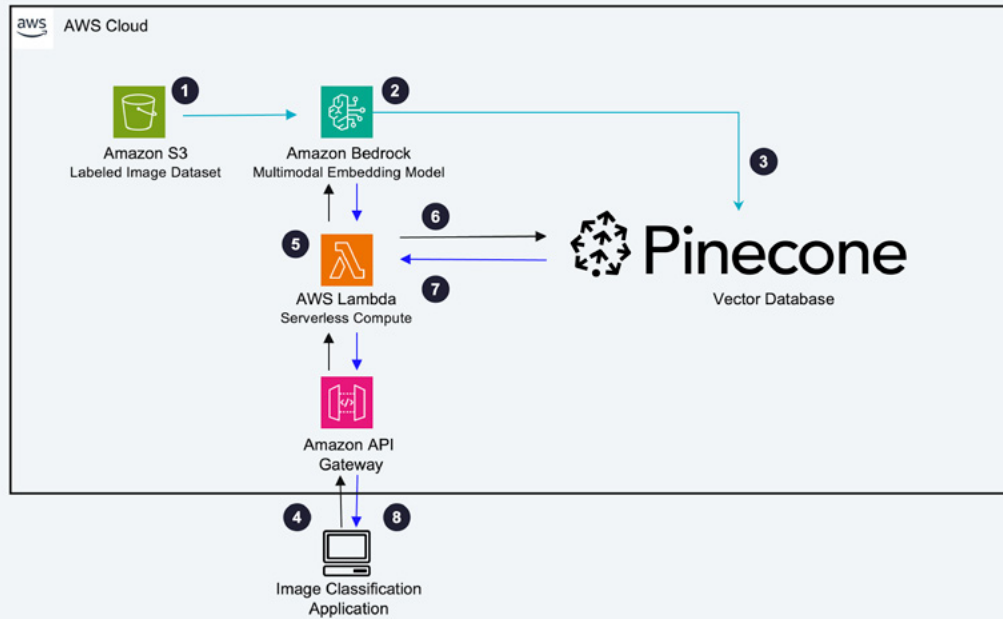 aws
AWS Cloud
1
2
Amazon S3
Labeled Image Dataset
Amazon Bedrock
Multimodal Embedding Model
3
6
5
Pinecone
7
AWS Lambda
Serverless Compute
Vector Database
</>
Amazon API
Gateway
4
8
Image Classification
Application